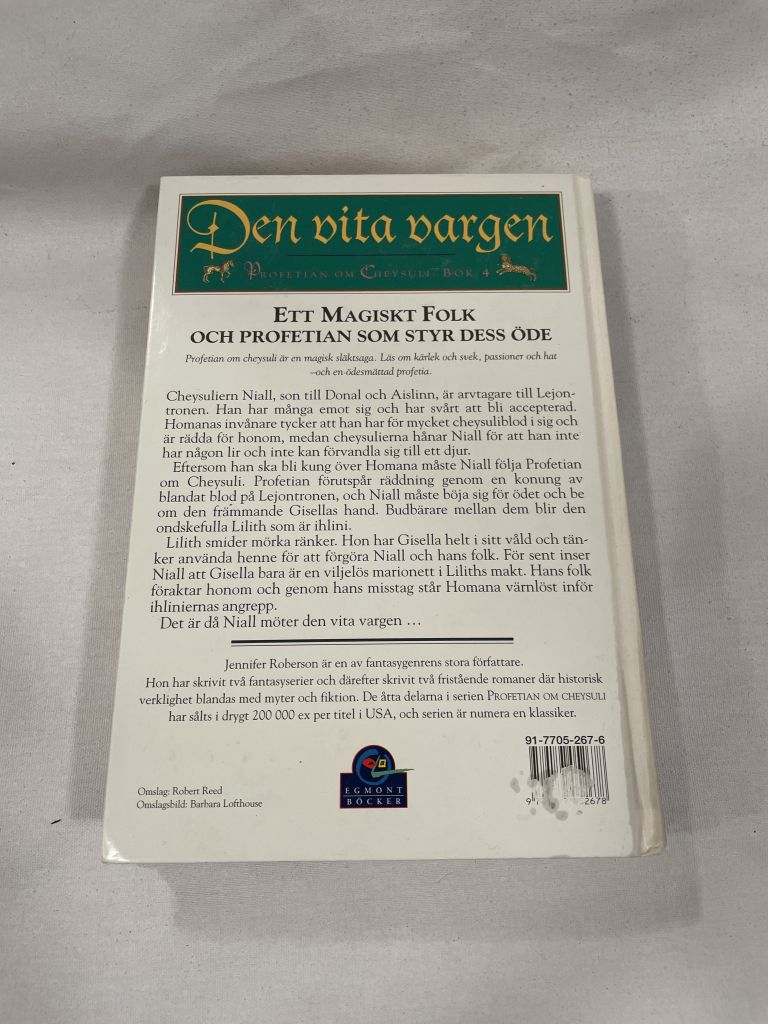 Den vita vargen
PROFETIAN OM CHEYSULI BOK 4
ETT MAGISKT FOLK
OCH PROFETIAN SOM STYR DESS ÖDE
Profetian om cheysuli är en magisk släktsaga. Läs om kärlek och svek, passioner och hat
–och en ödesmättad profetia.
Cheysuliern Niall, son till Donal och Aislinn, är arvtagare till Lejon-
tronen. Han har många emot sig och har svårt att bli accepterad.
Homanas invånare tycker att han har för mycket cheysuliblod i sig och
är rädda för honom, medan cheysulierna hånar Niall för att han inte
har någon lir och inte kan förvandla sig till ett djur.
Eftersom han ska bli kung över Homana måste Niall följa Profetian
om Cheysuli. Profetian förutspår räddning genom en konung av
blandat blod på Lejontronen, och Niall måste böja sig för ödet och be
om den främmande Gisellas hand. Budbärare mellan dem blir den
ondskefulla Lilith som är ihlini.
Lilith smider mörka ränker. Hon har Gisella helt i sitt våld och tän-
ker använda henne för att förgöra Niall och hans folk. För sent inser
Niall att Gisella bara är en viljelös marionett i Liliths makt. Hans folk
föraktar honom och genom hans misstag står Homana värnlöst inför
ihliniernas angrepp.
Det är då Niall möter den vita vargen ...
Jennifer Roberson är en av fantasygenrens stora författare.
Hon har skrivit två fantasyserier och därefter skrivit två fristående romaner där historisk
verklighet blandas med myter och fiktion. De åtta delarna i serien PROFETIAN OM CHEYSULI
har sålts i drygt 200 000 ex per titel i USA, och serien är numera en klassiker.
91-7705-267-6
Omslag: Robert Reed
Omslagsbild: Barbara Lofthouse
EGMONT
BÖCKER